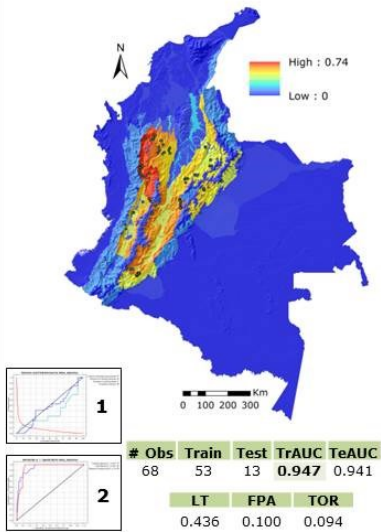 N
High : 0.74
Low : 0
Km
0 100 200 300
1
2
# Obs Train Test TrAUC TeAUC
68 53 13 0.947 0.941
LT FPA TOR
0.436 0.100 0.094